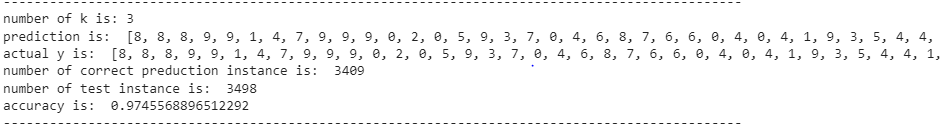 --------------------------------------------------------------------------------------------
number of k is: 3
prediction is:  [8, 8, 8, 9, 9, 1, 4, 7, 9, 9, 9, 0, 2, 0, 5, 9, 3, 7, 0, 4, 6, 8, 7, 6, 6, 0, 4, 0, 4, 1, 9, 3, 5, 4, 4,
actual y is:  [8, 8, 8, 9, 9, 1, 4, 7, 9, 9, 9, 0, 2, 0, 5, 9, 3, 7, 0, 4, 6, 8, 7, 6, 6, 0, 4, 0, 4, 1, 9, 3, 5, 4, 4, 1,
number of correct preduction instance is:  3409
number of test instance is:  3498
accuracy is:  0.9745568896512292
--------------------------------------------------------------------------------------------